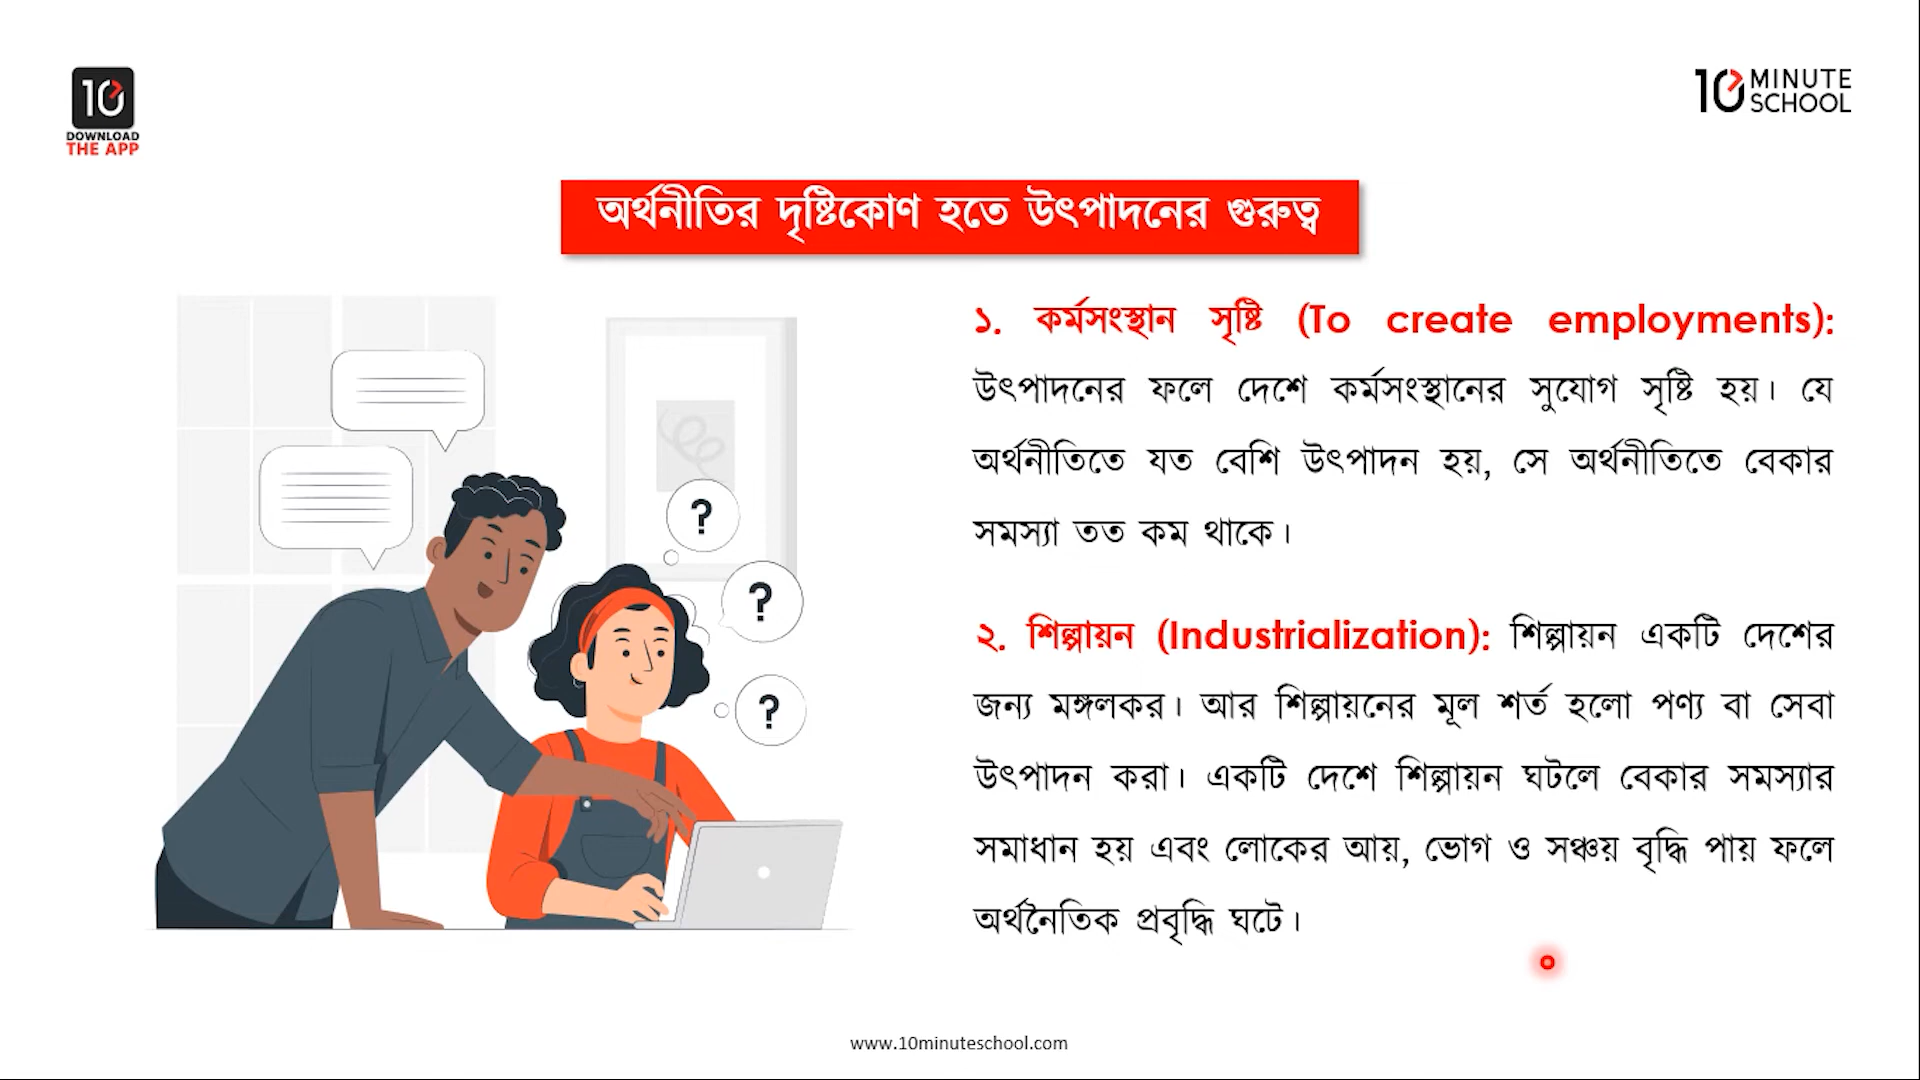 10
DOWNLOAD
THE APP
10 MINUTE
SCHOOL
অর্থনীতির দৃষ্টিকোণ হতে উৎপাদনের গুরুত্ব
১. কর্মসংস্থান সৃষ্টি (To create employments):
উৎপাদনের ফলে দেশে কর্মসংস্থানের সুযোগ সৃষ্টি হয়। যে
অর্থনীতিতে যত বেশি উৎপাদন হয়, সে অর্থনীতিতে বেকার
সমস্যা তত কম থাকে।
২. শিল্পায়ন (Industrialization): শিল্পায়ন একটি দেশের
জন্য মঙ্গলকর। আর শিল্পায়নের মূল শর্ত হলো পণ্য বা সেবা
উৎপাদন করা। একটি দেশে শিল্পায়ন ঘটলে বেকার সমস্যার
সমাধান হয় এবং লোকের আয়, ভোগ ও সঞ্চয় বৃদ্ধি পায় ফলে
অর্থনৈতিক প্রবৃদ্ধি ঘটে।
?
?
?
www.10minuteschool.com